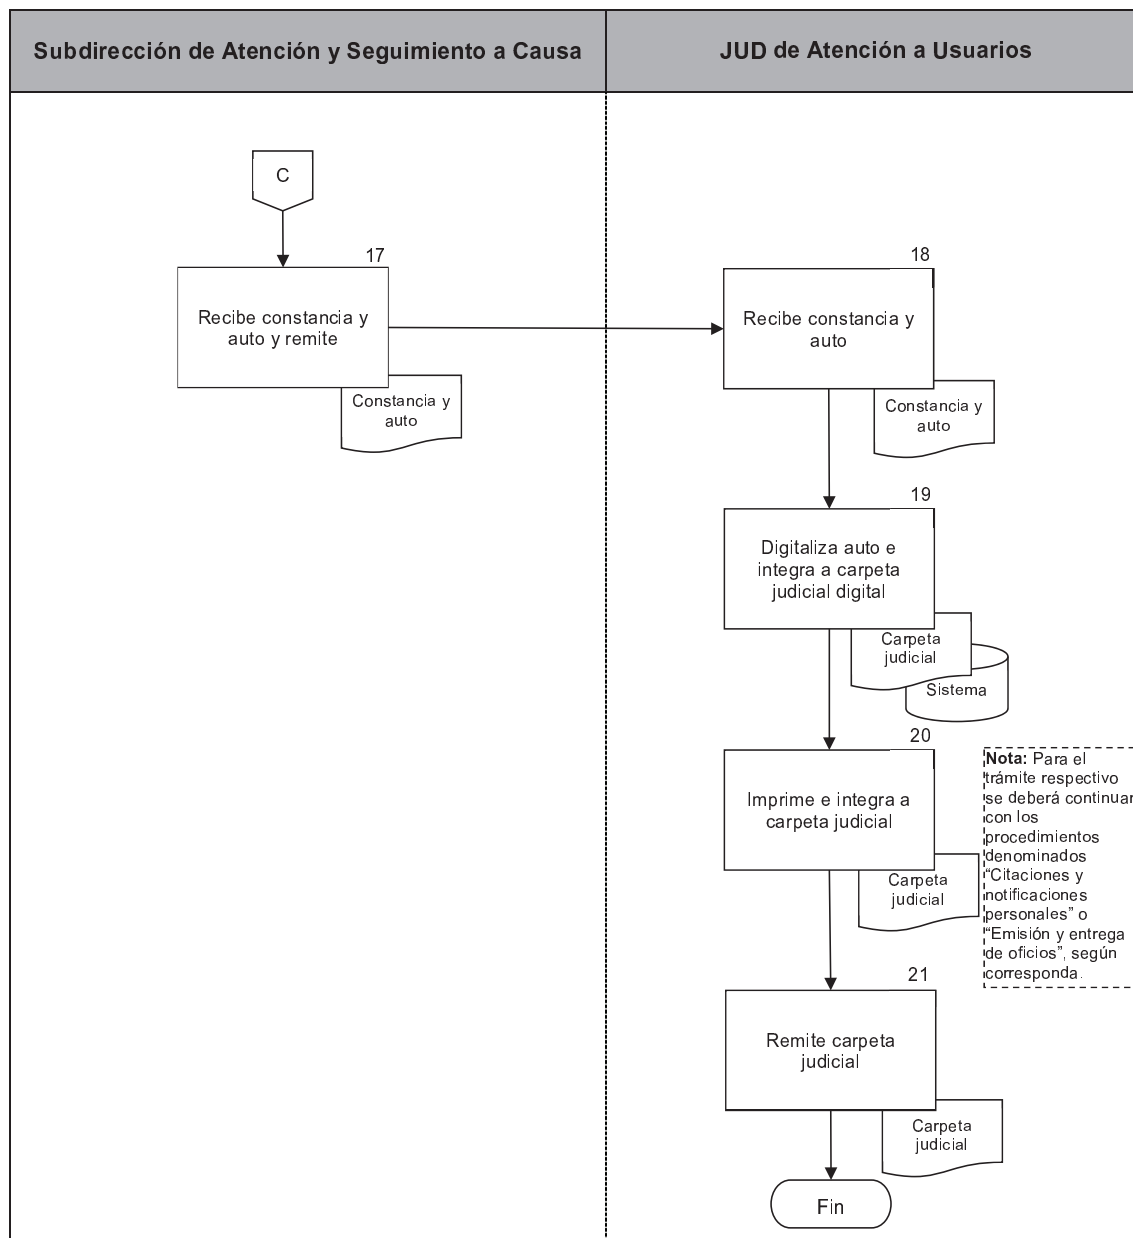 Subdirección de Atención y Seguimiento a Causa
JUD de Atención a Usuarios
C
17
Recibe constancia y
auto y remite
Constancia y
auto
18
Recibe constancia y
auto
Constancia y
auto
19
Digitaliza auto e
integra a carpeta
judicial digital
Carpeta
judicial
Sistema
20
Imprime e integra a
carpeta judicial
Carpeta
judicial
Nota: Para el
trámite respectivo
se deberá continuar
con los
procedimientos
denominados
“Citaciones y
notificaciones
personales” o
“Emisión y entrega
de oficios”, según
corresponda.
21
Remite carpeta
judicial
Carpeta
judicial
Fin